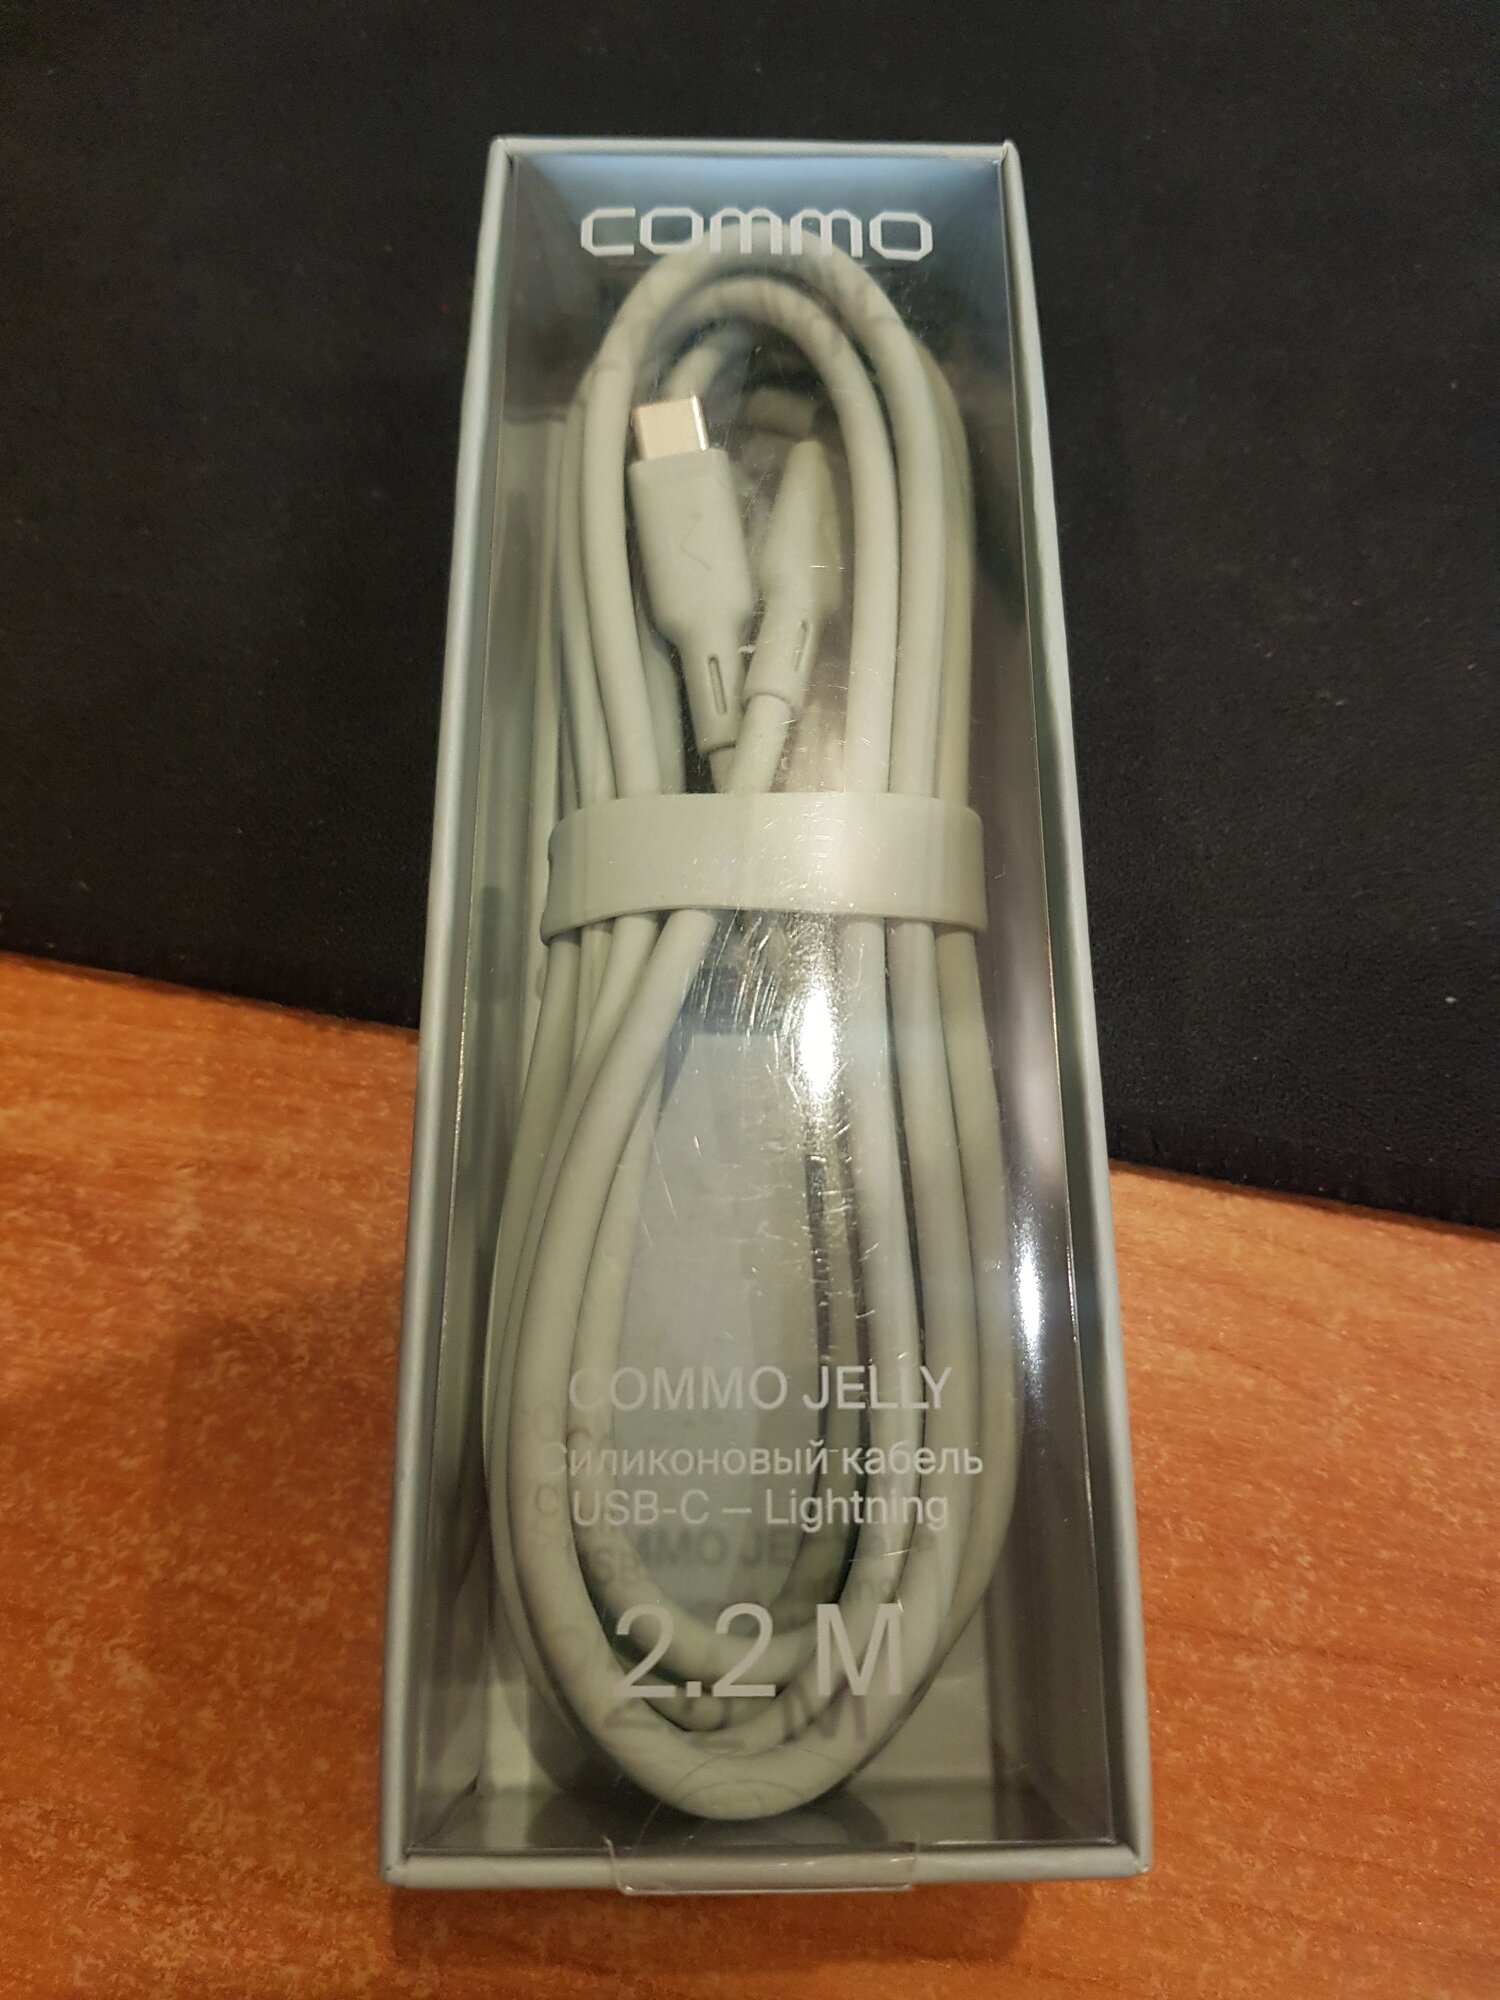 COMMO
COMMO JELLY
Силиконовый кабель
USB-C – Lightning
2.2 М